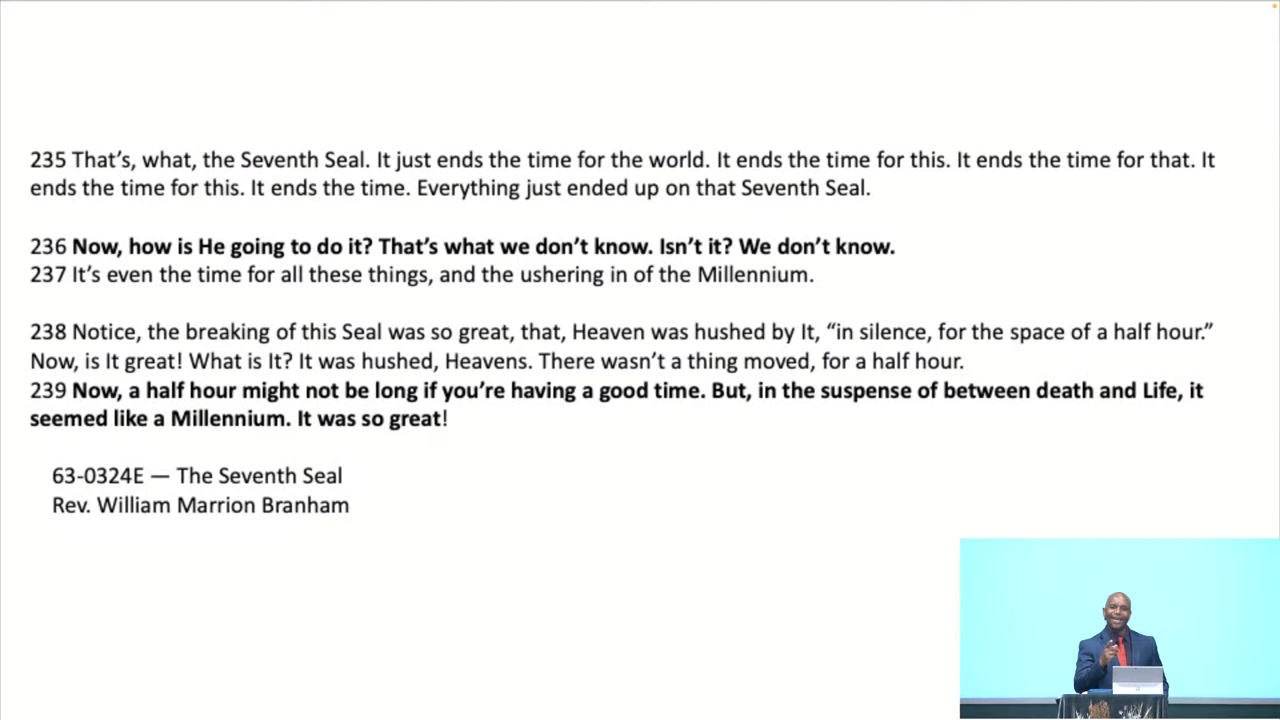 235 That’s, what, the Seventh Seal. It just ends the time for the world. It ends the time for this. It ends the time for that. It
ends the time for this. It ends the time. Everything just ended up on that Seventh Seal.
236 Now, how is He going to do it? That’s what we don’t know. Isn’t it? We don’t know.
237 It’s even the time for all these things, and the ushering in of the Millennium.
238 Notice, the breaking of this Seal was so great, that, Heaven was hushed by It, “in silence, for the space of a half hour.”
Now, is It great! What is It? It was hushed, Heavens. There wasn’t a thing moved, for a half hour.
239 Now, a half hour might not be long if you’re having a good time. But, in the suspense of between death and Life, it
seemed like a Millennium. It was so great!
63-0324E — The Seventh Seal
Rev. William Marrion Branham